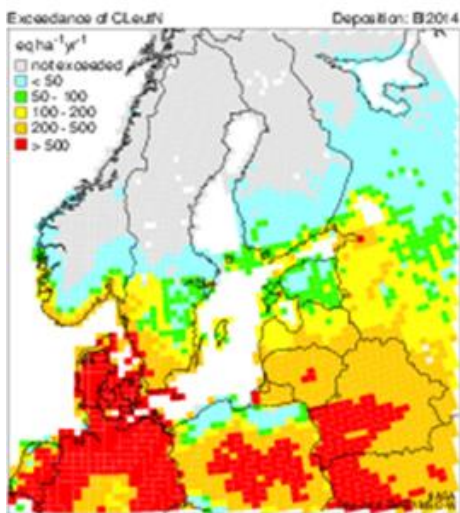 Exceedance of CLeutN
Deposition: BI2014
eq ha⁻¹yr⁻¹
not exceeded
< 50
50 - 100
100 - 200
200 - 500
> 500